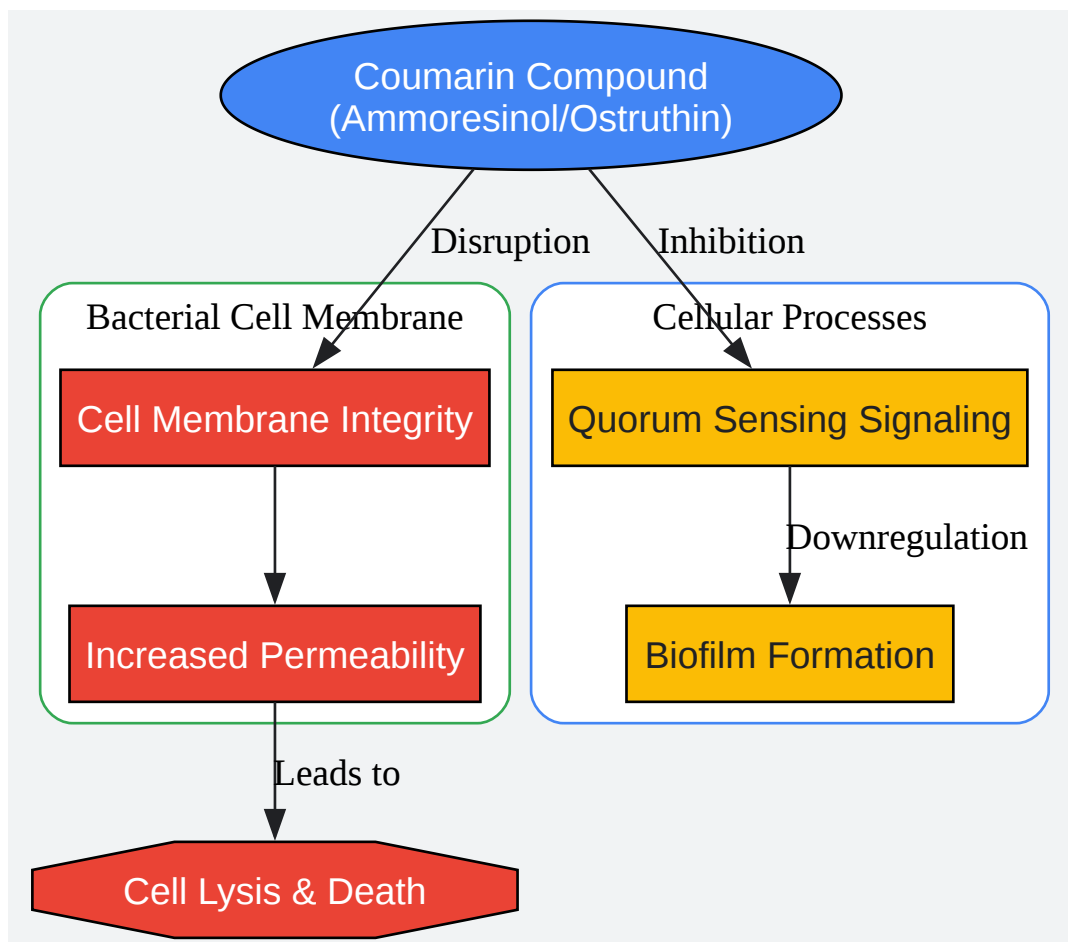 Coumarin Compound
(Ammoresinol/Ostruthin)
Disruption
Inhibition
Bacterial Cell Membrane
Cellular Processes
Cell Membrane Integrity
Quorum Sensing Signaling
Downregulation
Increased Permeability
Biofilm Formation
Leads to
Cell Lysis & Death